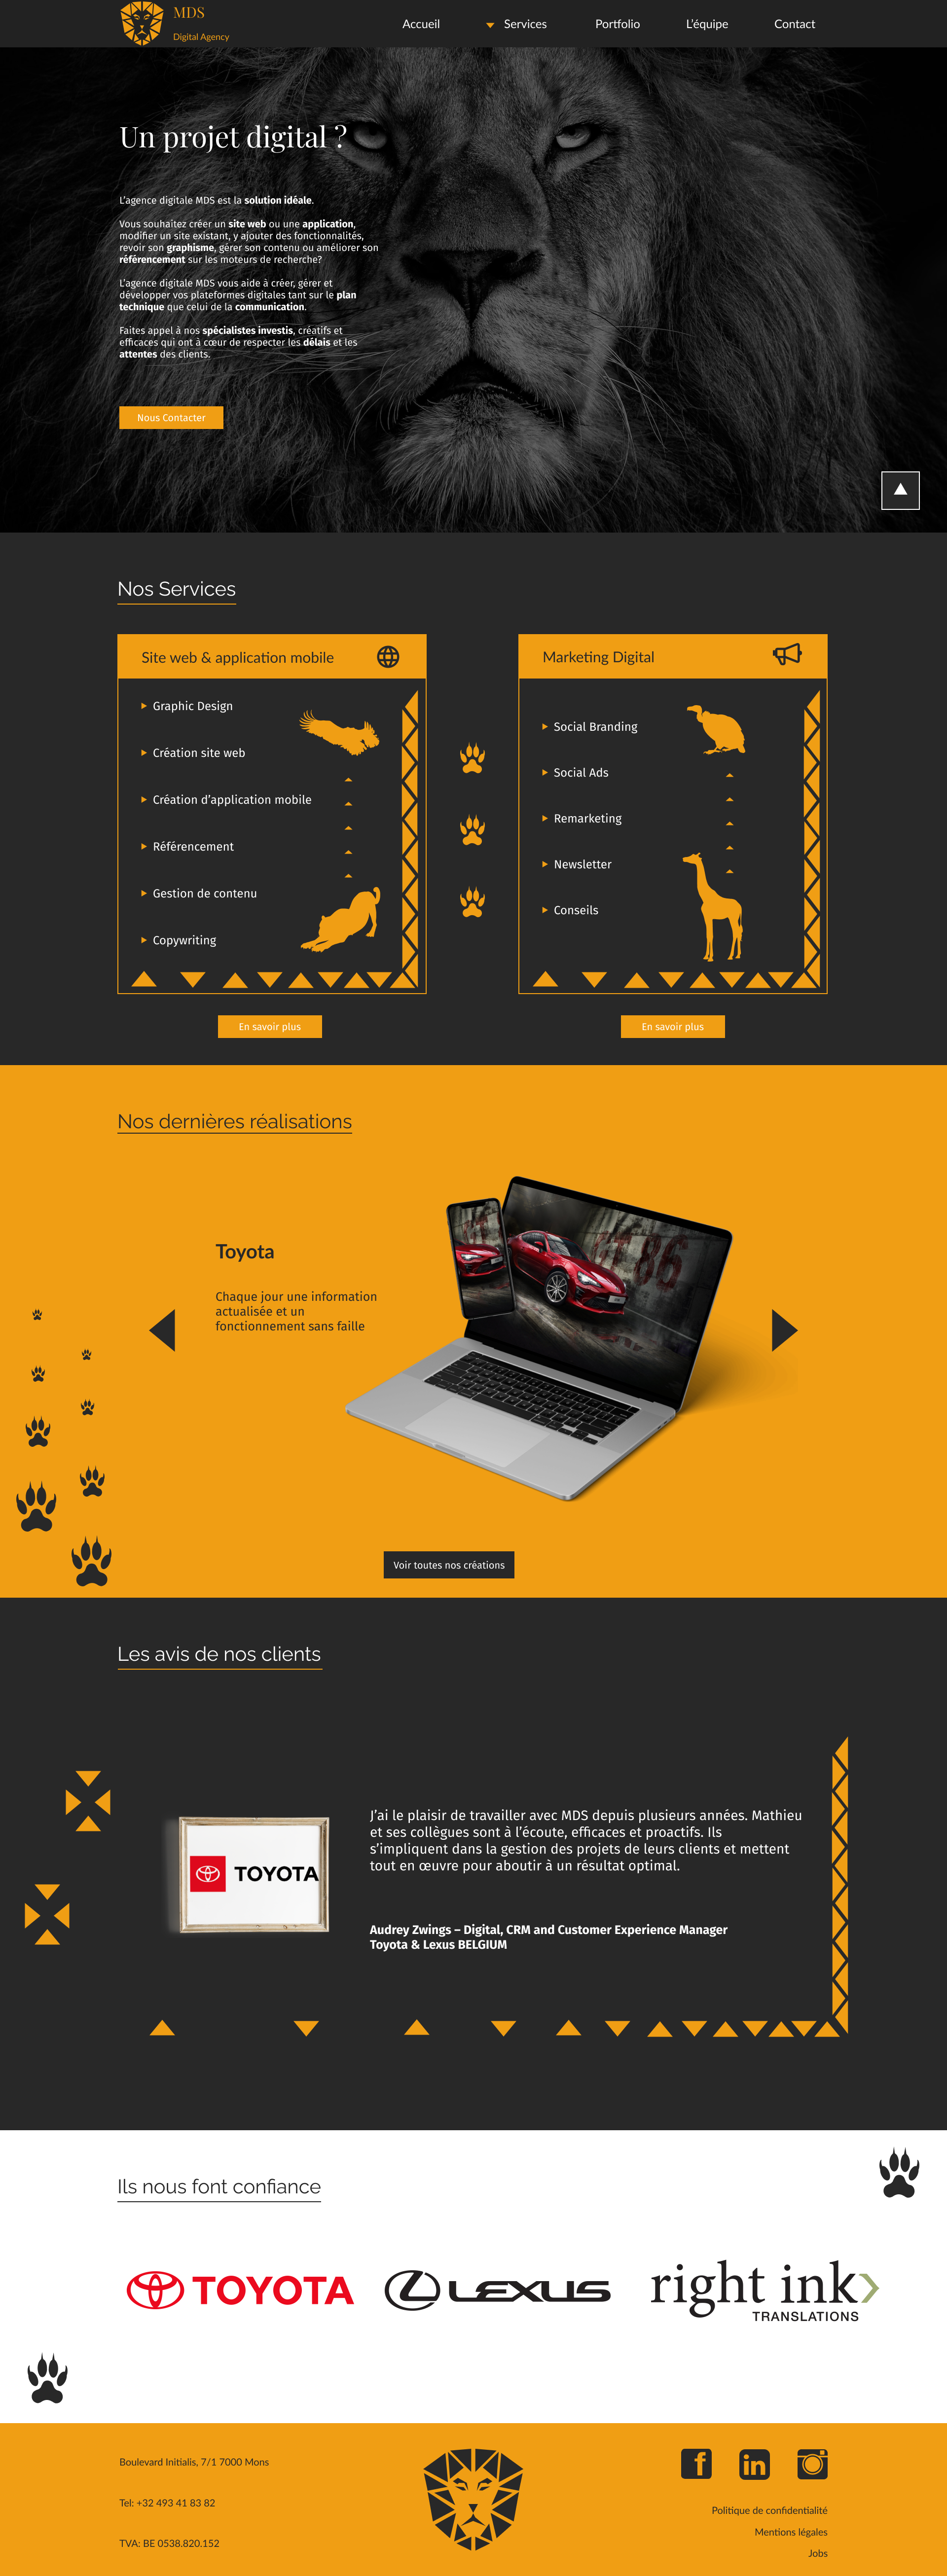 MDS
Digital Agency
Accueil
Services
Portfolio
L'équipe
Contact
Un projet digital ?
L'agence digitale MDS est la solution idéale.
Vous souhaitez créer un site web ou une application,
modifier un site existant, y ajouter des fonctionnalités,
revoir son graphisme, gérer son contenu ou améliorer son
référencement sur les moteurs de recherche?
L'agence digitale MDS vous aide à créer, gérer et
développer vos plateformes digitales tant sur le plan
technique que celui de la communication.
Faites appel à nos spécialistes investis, créatifs et
efficaces qui ont à cœur de respecter les délais et les
attentes des clients.
Nous Contacter
Nos Services
Site web & application mobile
Graphic Design
Création site web
Création d'application mobile
Référencement
Gestion de contenu
Copywriting
En savoir plus
Marketing Digital
Social Branding
Social Ads
Remarketing
Newsletter
Conseils
En savoir plus
Nos dernières réalisations
Toyota
Chaque jour une information
actualisée et un
fonctionnement sans faille
86
Voir toutes nos créations
Les avis de nos clients
TOYOTA
J'ai le plaisir de travailler avec MDS depuis plusieurs années. Mathieu
et ses collègues sont à l'écoute, efficaces et proactifs. Ils
s'impliquent dans la gestion des projets de leurs clients et mettent
tout en œuvre pour aboutir à un résultat optimal.
Audrey Zwings – Digital, CRM and Customer Experience Manager
Toyota & Lexus BELGIUM
Ils nous font confiance
TOYOTA
LEXUS
right ink
TRANSLATIONS
Boulevard Initialis, 7/1 7000 Mons
Tel: +32 493 41 83 82
TVA: BE 0538.820.152
f
in
Politique de confidentialité
Mentions légales
Jobs